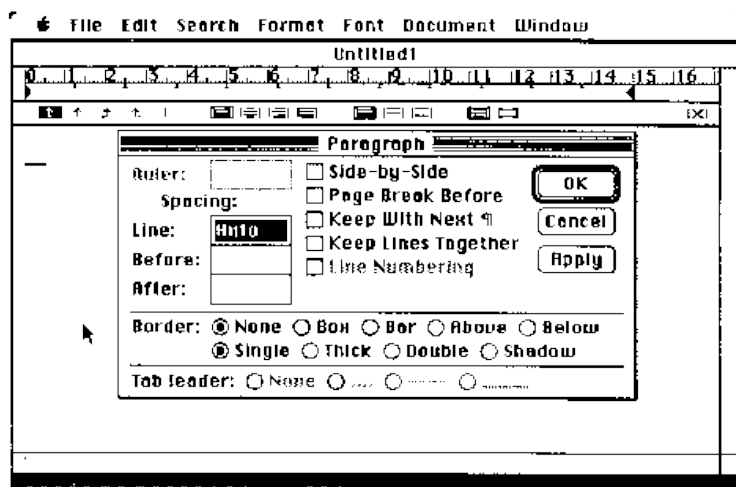 File Edit Search Format Font Document Window
Untitled1
0 1 2 3 4 5 6 7 8 9 10 11 12 13 14 15 16
Paragraph
Ruler:
Spacing:
Line: Auto
Before:
After:
Side-by-Side
Page Break Before
Keep With Next ¶
Keep Lines Together
Line Numbering
OK
Cancel
Apply
Border: None Box Bar Above Below
Single Thick Double Shadow
Tab leader: None .... ------ ______